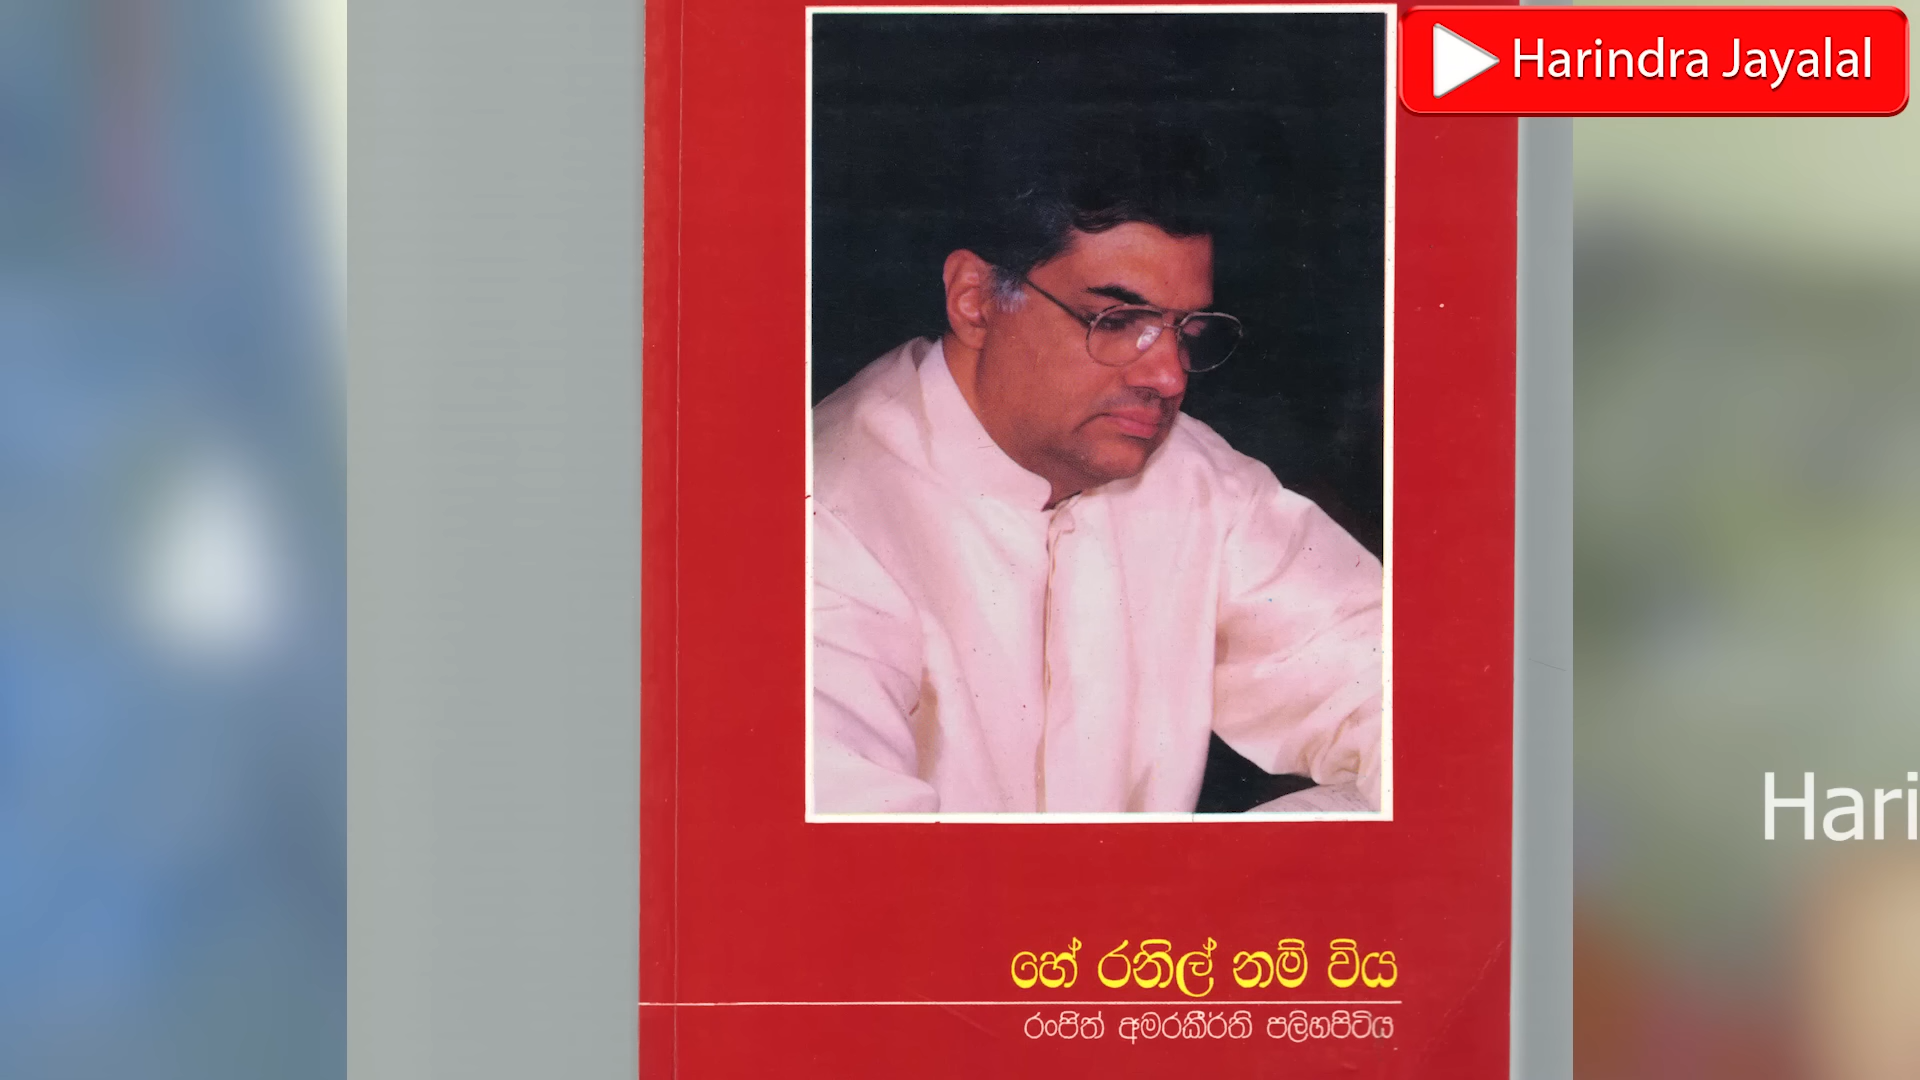 Harindra Jayalal
Hari
හේ රනිල් නම් විය
රංජිත් අමරකීර්ති පලිහපිටිය